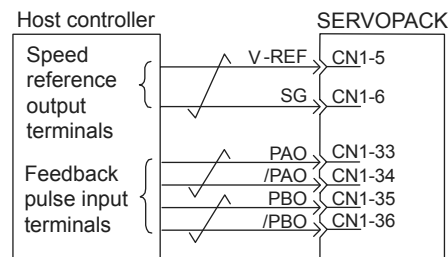 Host controller
SERVOPACK
Speed
reference
output
terminals
V-REF
CN1-5
SG
CN1-6
Feedback
pulse input
terminals
PAO
CN1-33
/PAO
CN1-34
PBO
CN1-35
/PBO
CN1-36